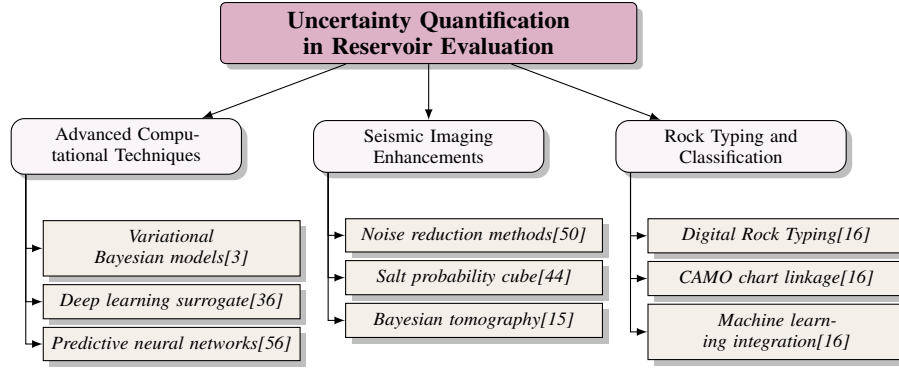 Uncertainty Quantification
in Reservoir Evaluation
Advanced Compu-
tational Techniques
Variational
Bayesian models[3]
Deep learning surrogate[36]
Predictive neural networks[56]
Seismic Imaging
Enhancements
Noise reduction methods[50]
Salt probability cube[44]
Bayesian tomography[15]
Rock Typing and
Classification
Digital Rock Typing[16]
CAMO chart linkage[16]
Machine learn-
ing integration[16]